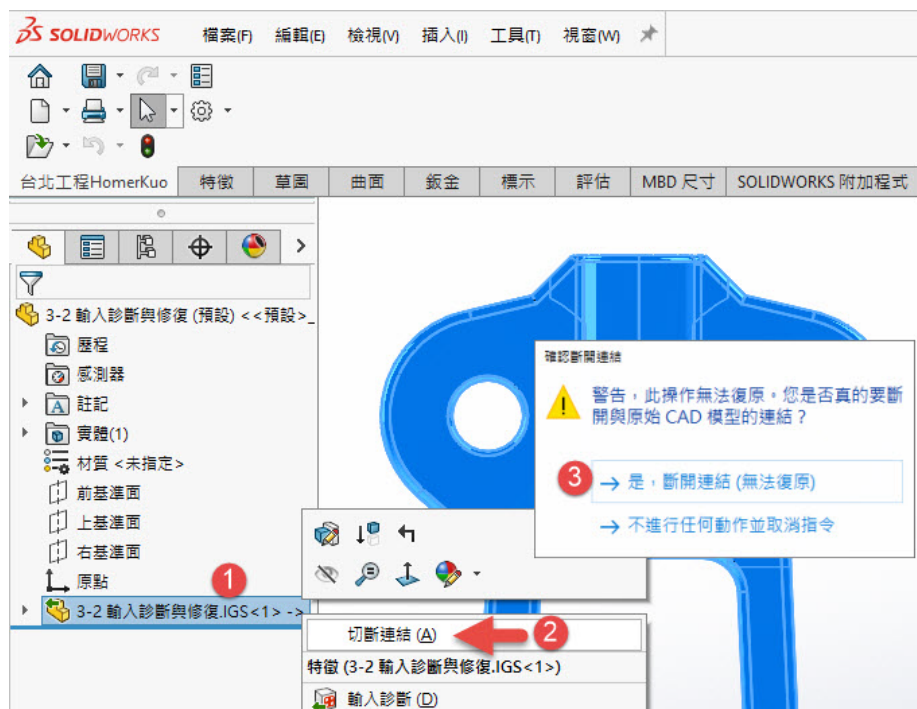 SOLIDWORKS 檔案(F) 編輯(E) 檢視(V) 插入(I) 工具(T) 視窗(W)
台北工程HomerKuo 特徵 草圖 曲面 鈑金 標示 評估 MBD 尺寸 SOLIDWORKS 附加程式
3-2 輸入診斷與修復 (預設) <<預設>_
歷程
感測器
註記
實體(1)
材質 <未指定>
前基準面
上基準面
右基準面
原點
1
3-2 輸入診斷與修復.IGS<1> ->
確認斷開連結
警告，此操作無法復原。您是否真的要斷
開與原始 CAD 模型的連結？
3
是，斷開連結 (無法復原)
不進行任何動作並取消指令
切斷連結 (A)
2
特徵 (3-2 輸入診斷與修復.IGS<1>)
輸入診斷 (D)